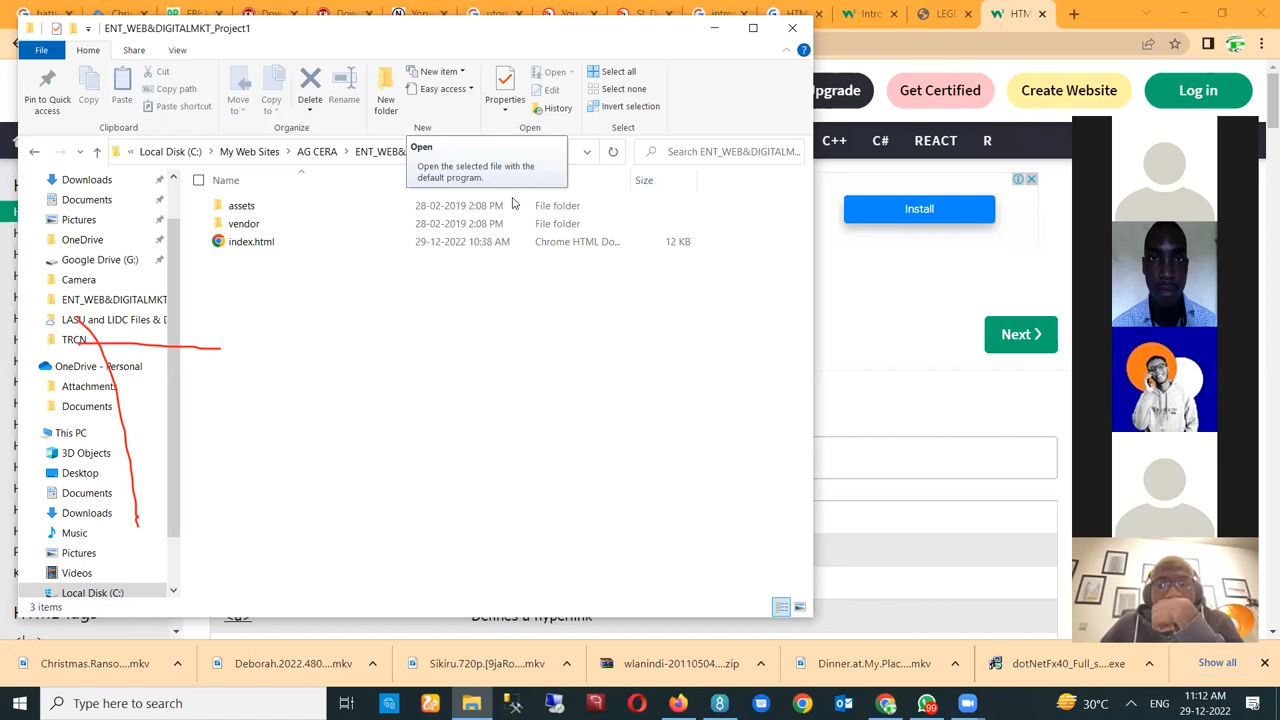 ENT_WEB&DIGITALMKT_Project1
File Home Share View
Pin to Quick access
Copy
Paste
Cut
Copy path
Paste shortcut
Clipboard
Move to
Copy to
Delete
Rename
Organize
New folder
New item
Easy access
New
Properties
Open
Edit
History
Open
Select all
Select none
Invert selection
Select
Local Disk (C:) My Web Sites AG CERA ENT_WEB&
Search ENT_WEB&DIGITALM...
Open
Open the selected file with the
default program.
Name Size
assets 28-02-2019 2:08 PM File folder
vendor 28-02-2019 2:08 PM File folder
index.html 29-12-2022 10:38 AM Chrome HTML Do... 12 KB
Downloads
Documents
Pictures
OneDrive
Google Drive (G:)
Camera
ENT_WEB&DIGITALMKT
LASU and LIDC Files & D
TRCN
OneDrive - Personal
Attachments
Documents
This PC
3D Objects
Desktop
Documents
Downloads
Music
Pictures
Videos
Local Disk (C:)
3 items
pgrade
Get Certified
Create Website
Log in
C++ C# REACT R
Install
Next ❯
<a> Defines a hyperlink
Christmas.Ranso....mkv
Deborah.2022.480....mkv
Sikiru.720p.[9jaRo....mkv
wlanindi-20110504....zip
Dinner.at.My.Plac....mkv
dotNetFx40_Full_s....exe
Show all
Type here to search
99
30°C
11:12 AM
29-12-2022